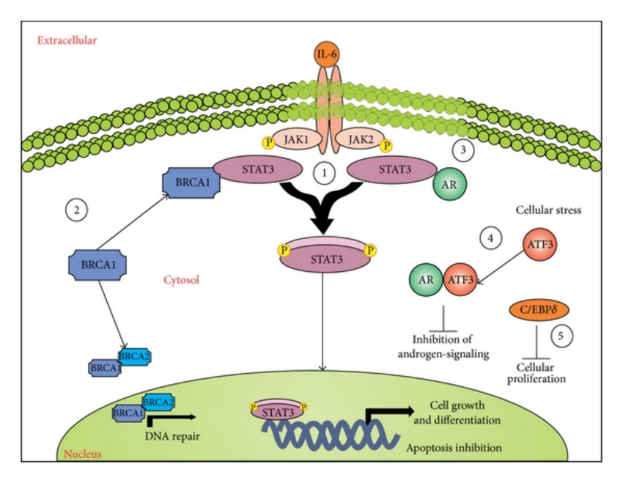 Extracellular
IL-6
P
JAK1
JAK2
P
3
STAT3
1
STAT3
BRCA1
AR
2
Cellular stress
4
ATF3
P
P
STAT3
BRCA1
Cytosol
AR
ATF3
C/EBPδ
5
Inhibition of
androgen-signaling
BRCA2
BRCA1
Cellular
proliferation
BRCA2
BRCA1
P
P
STAT3
Cell growth
and differentiation
DNA repair
Apoptosis inhibition
Nucleus